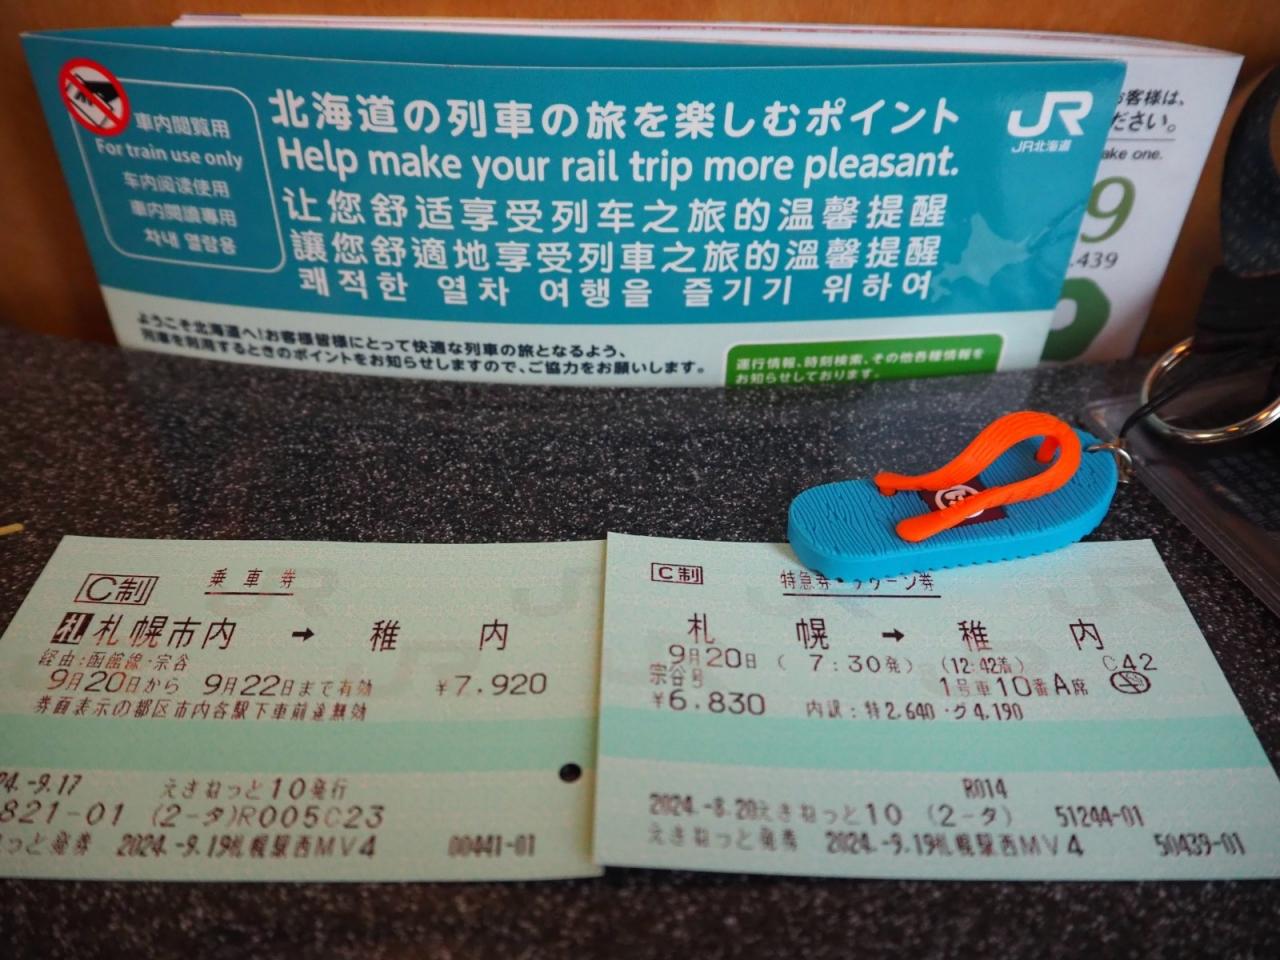 車内閲覧用
For train use only
车内阅读使用
車內閱讀專用
차내 열람용
北海道の列車の旅を楽しむポイント
Help make your rail trip more pleasant.
让您舒适享受列车之旅的温馨提醒
讓您舒適地享受列車之旅的溫馨提醒
쾌적한 열차 여행을 즐기기 위하여
JR
JR北海道
ようこそ北海道へ!お客様皆様にとって快適な列車の旅となるよう、
列車を利用するときのポイントをお知らせしますので、ご協力をお願いします。
運行情報、時刻検索、その他各種情報を
お知らせしております。
お客様は、
ださい。
ake one.
9
.439
C制
乗車券
札 札幌市内 → 稚内
経由:函館線・宗谷
9月20日から 9月22日まで有効 ¥7,920
券面表示の都区市内各駅下車前途無効
24.-9.17 えきねっと10発行
821-01 (2-タ)R005C23
っと発券 2024.-9.19札幌駅西MV4 00441-01
C制
特急券・グリーン券
札幌 → 稚内
9月20日 (7:30発) (12:42着) C42
宗谷号 1号車10番A席
¥6,830 内訳:特2,640・グ4,190
R014
2024.-8.20えきねっと10 (2-タ) 51244-01
えきねっと発券 2024.-9.19札幌駅西MV4 50439-01